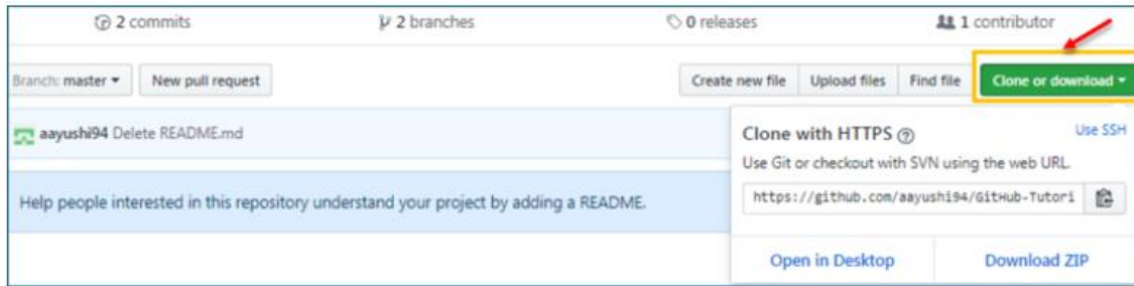 2 commits 2 branches 0 releases 1 contributor
Branch: master New pull request Create new file Upload files Find file Clone or download
aayushi94 Delete README.md
Clone with HTTPS Use SSH
Use Git or checkout with SVN using the web URL.
Help people interested in this repository understand your project by adding a README.
https://github.com/aayushi94/GitHub-Tutori
Open in Desktop Download ZIP